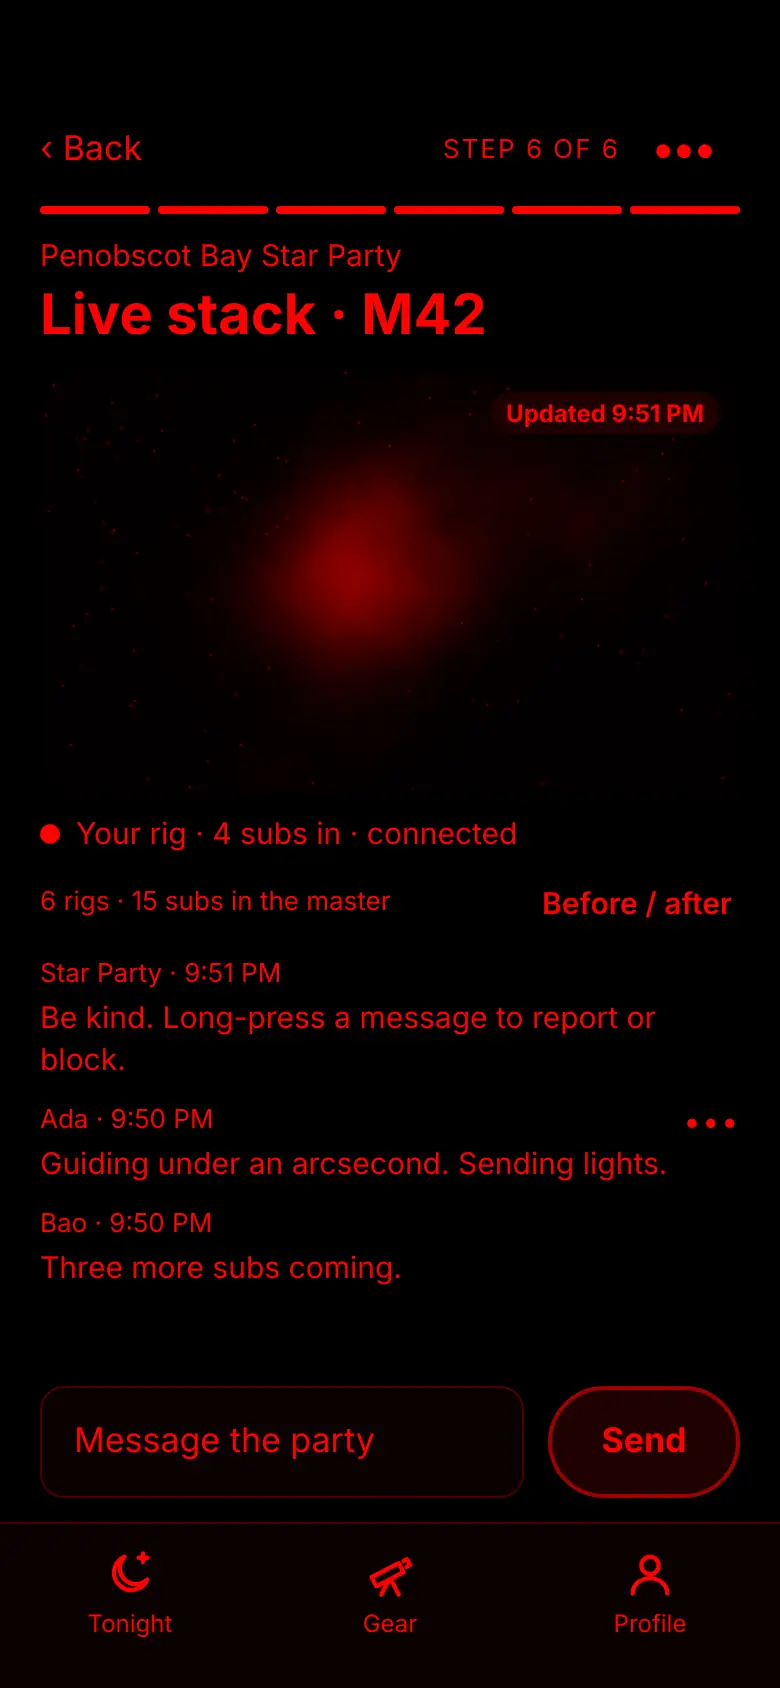 ‹ Back
STEP 6 OF 6
Penobscot Bay Star Party
Live stack · M42
Updated 9:51 PM
Your rig · 4 subs in · connected
6 rigs · 15 subs in the master
Before / after
Star Party · 9:51 PM
Be kind. Long-press a message to report or
block.
Ada · 9:50 PM
Guiding under an arcsecond. Sending lights.
Bao · 9:50 PM
Three more subs coming.
Message the party
Send
Tonight
Gear
Profile